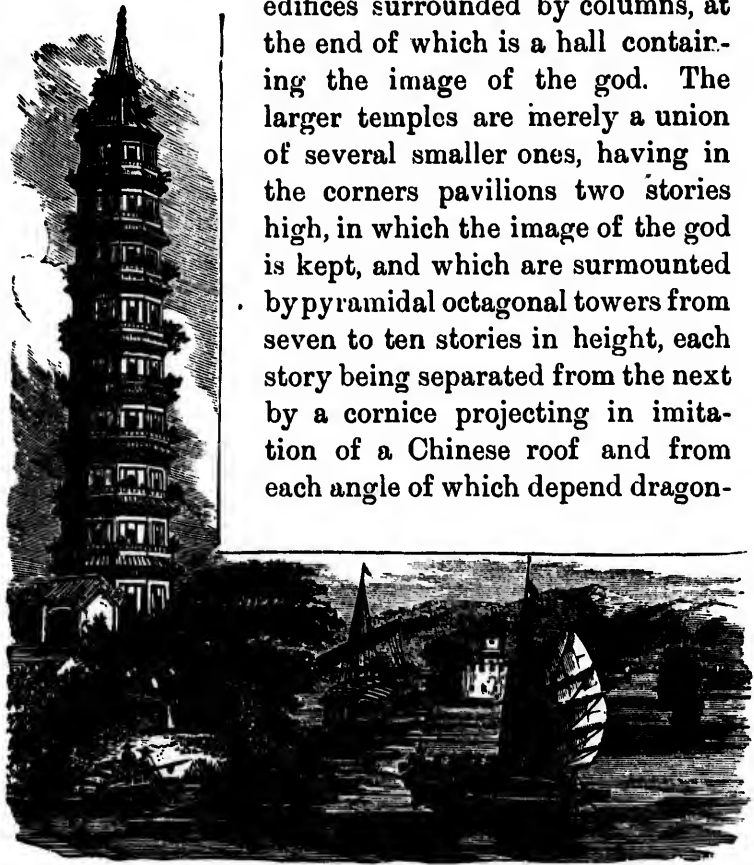 edifices surrounded by columns, at
the end of which is a hall contain-
ing the image of the god. The
larger temples are merely a union
of several smaller ones, having in
the corners pavilions two stories
high, in which the image of the god
is kept, and which are surmounted
by pyramidal octagonal towers from
seven to ten stories in height, each
story being separated from the next
by a cornice projecting in imita-
tion of a Chinese roof and from
each angle of which depend dragon-